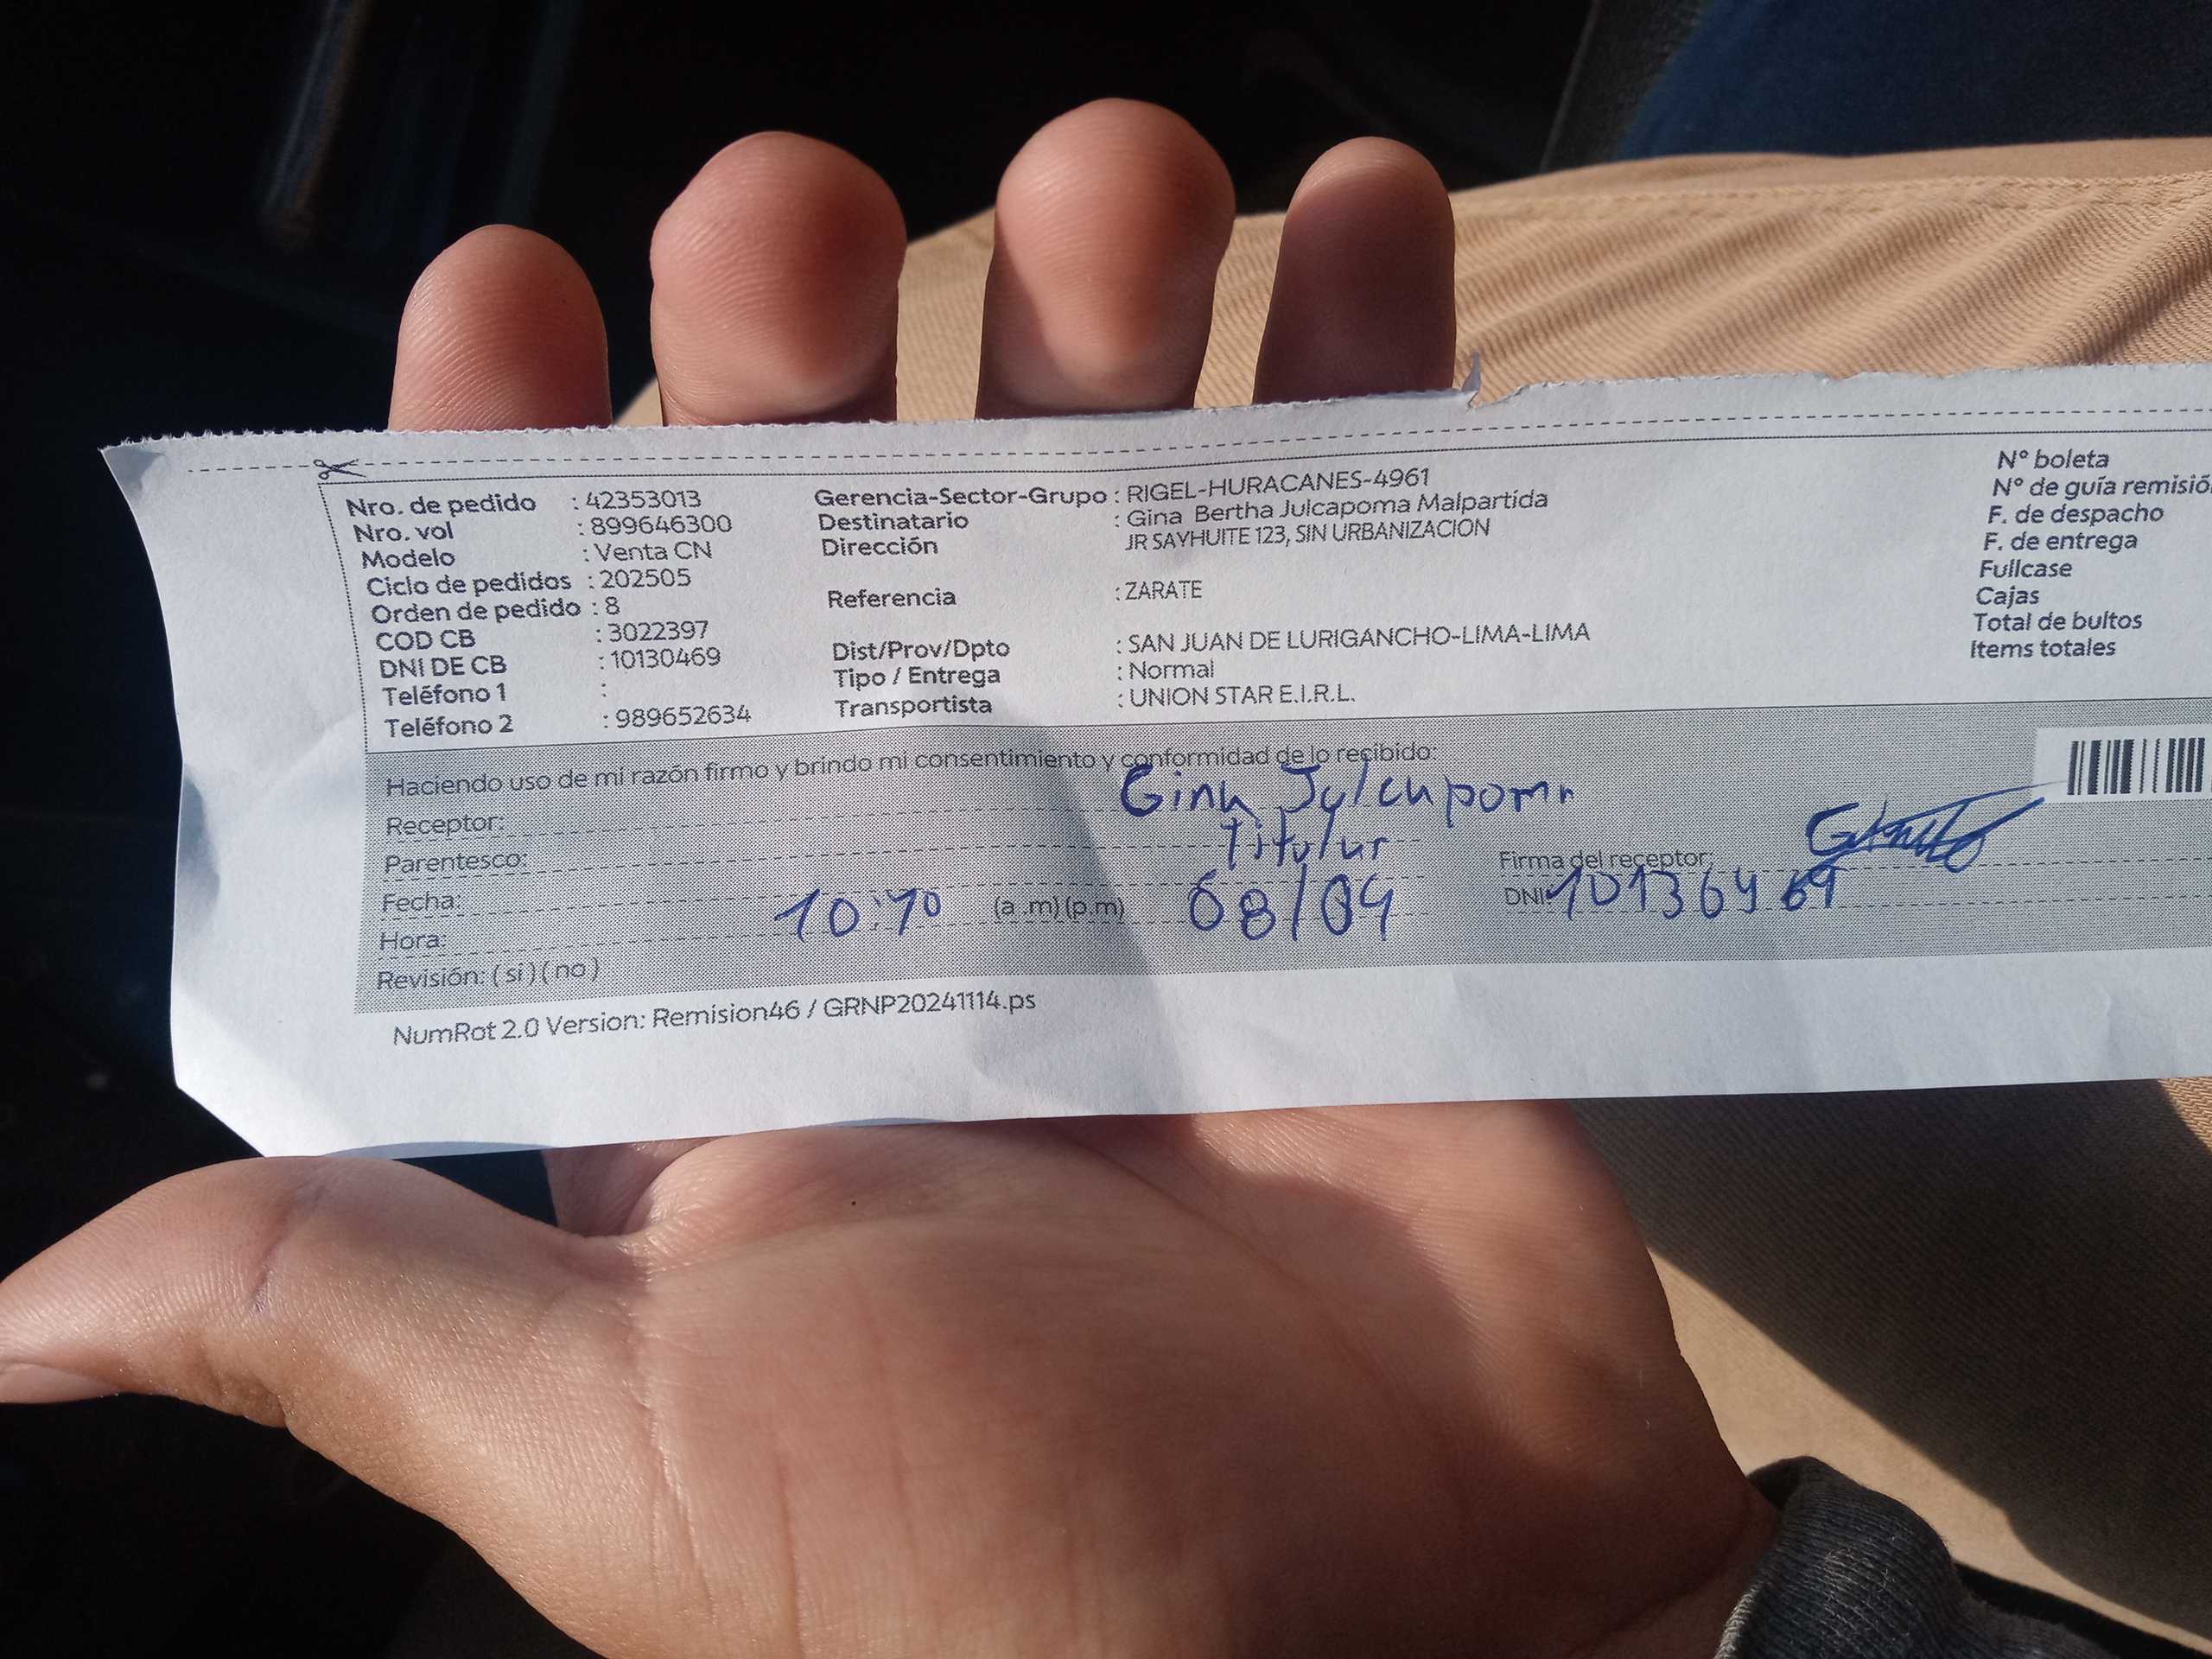 Nro. de pedido : 42353013
Nro. vol : 899646300
Modelo : Venta CN
Ciclo de pedidos : 202505
Orden de pedido : 8
COD CB : 3022397
DNI DE CB : 10130469
Teléfono 1 :
Teléfono 2 : 989652634
Gerencia-Sector-Grupo : RIGEL-HURACANES-4961
Destinatario : Gina Bertha Julcapoma Malpartida
Dirección JR SAYHUITE 123, SIN URBANIZACION
Referencia : ZARATE
Dist/Prov/Dpto : SAN JUAN DE LURIGANCHO-LIMA-LIMA
Tipo / Entrega : Normal
Transportista : UNION STAR E.I.R.L.
N° boleta
N° de guía remisió
F. de despacho
F. de entrega
Fullcase
Cajas
Total de bultos
Items totales
Haciendo uso de mi razón firmo y brindo mi consentimiento y conformidad de lo recibido:
Receptor: Gina Julcapoma
Parentesco: Titular
Firma del receptor:
Fecha: 08/04
DNI
Hora: 10:10 (a .m) (p.m)
Revisión: ( si ) ( no )
NumRot 2.0 Version: Remision46 / GRNP20241114.ps